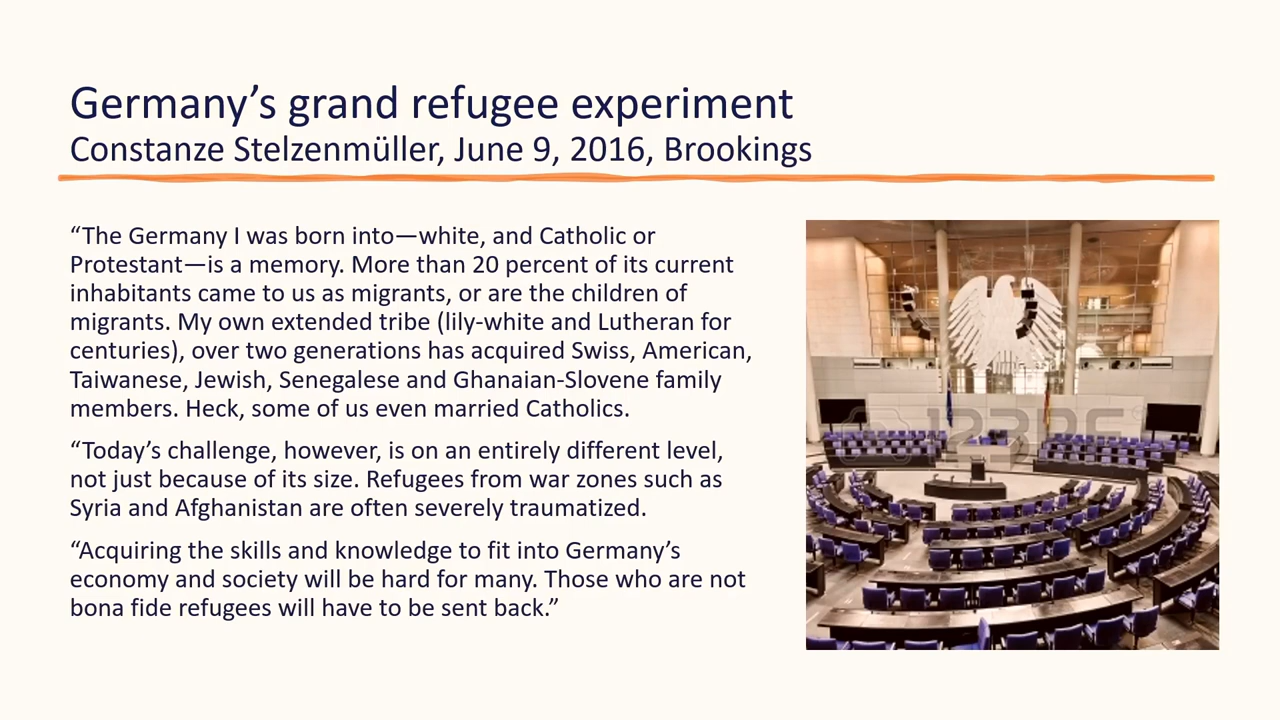 Germany’s grand refugee experiment
Constanze Stelzenmüller, June 9, 2016, Brookings
“The Germany I was born into—white, and Catholic or
Protestant—is a memory. More than 20 percent of its current
inhabitants came to us as migrants, or are the children of
migrants. My own extended tribe (lily-white and Lutheran for
centuries), over two generations has acquired Swiss, American,
Taiwanese, Jewish, Senegalese and Ghanaian-Slovene family
members. Heck, some of us even married Catholics.
“Today’s challenge, however, is on an entirely different level,
not just because of its size. Refugees from war zones such as
Syria and Afghanistan are often severely traumatized.
“Acquiring the skills and knowledge to fit into Germany’s
economy and society will be hard for many. Those who are not
bona fide refugees will have to be sent back.”
123RF